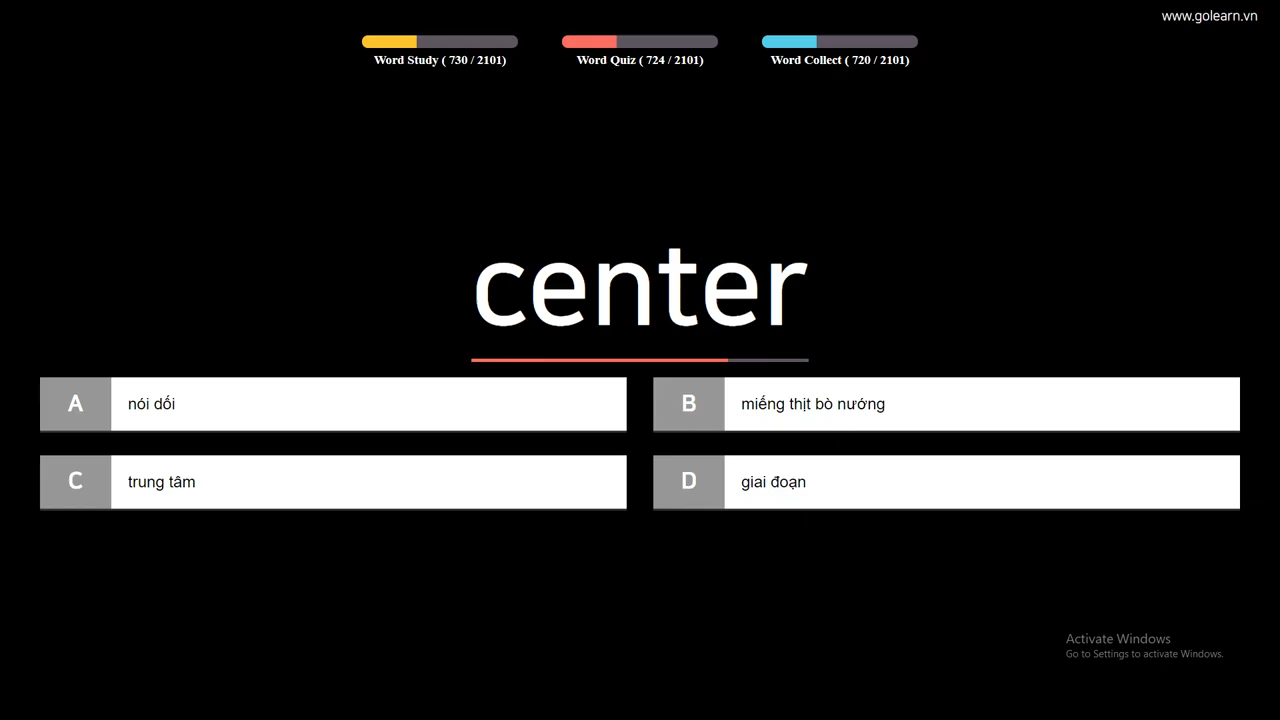 www.golearn.vn
Word Study ( 730 / 2101)
Word Quiz ( 724 / 2101)
Word Collect ( 720 / 2101)
center
A nói dối
B miếng thịt bò nướng
C trung tâm
D giai đoạn
Activate Windows
Go to Settings to activate Windows.